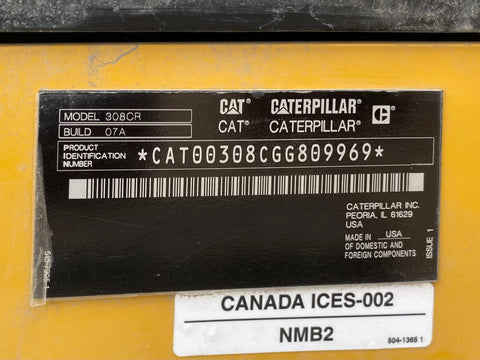 CAT® CATERPILLAR®
MODEL 308CR
BUILD 07A
CAT® CATERPILLAR®
PRODUCT IDENTIFICATION NUMBER
*CAT00308CGG809969*
CATERPILLAR INC.
PEORIA, IL 61629
USA
MADE IN USA
OF DOMESTIC AND
FOREIGN COMPONENTS
ISSUE 1
CANADA ICES-002
NMB2
504-1365 1